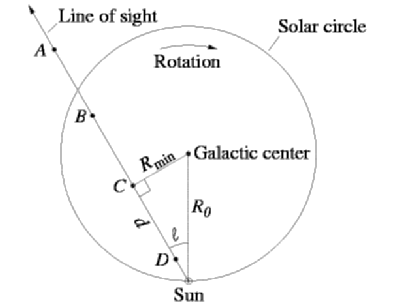 Line of sight
Solar circle
A
Rotation
B
R_min
Galactic center
C
d
R_0
ℓ
D
Sun